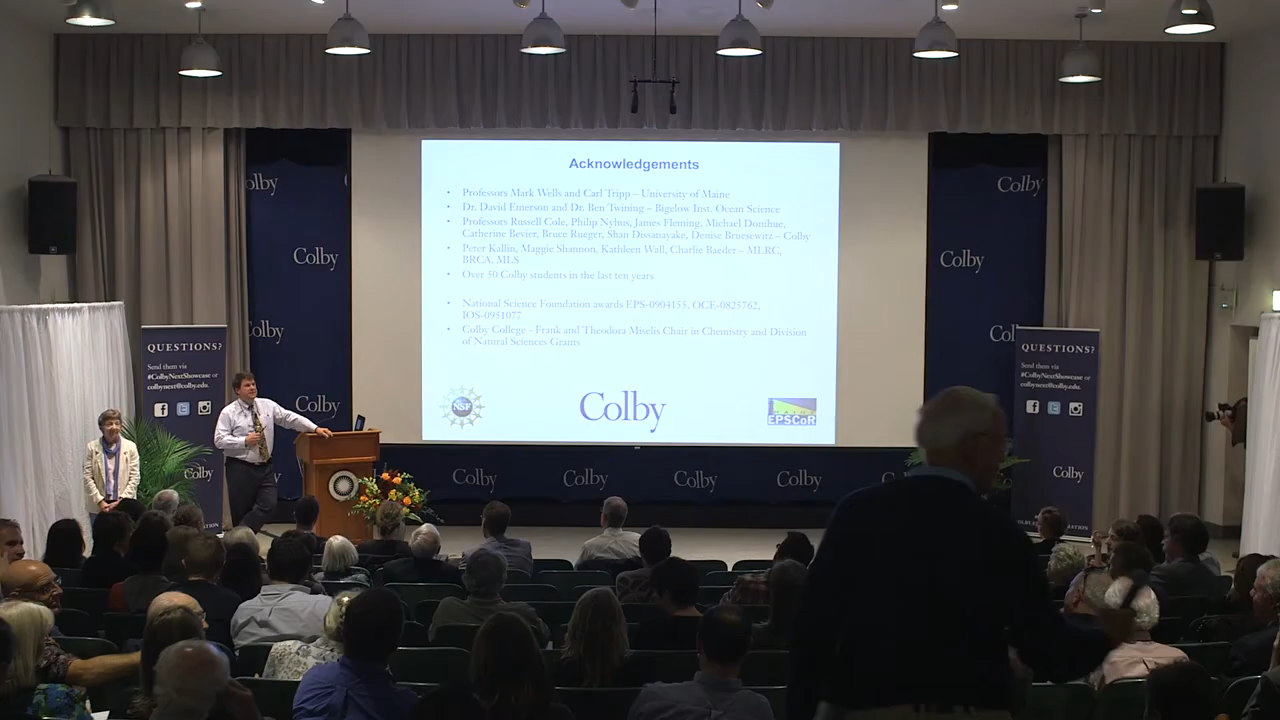 Acknowledgements
• Professors Mark Wells and Carl Tripp – University of Maine
• Dr. David Emerson and Dr. Ben Twining – Bigelow Inst. Ocean Science
• Professors Russell Cole, Philip Nyhus, James Fleming, Michael Donihue,
Catherine Bevier, Bruce Rueger, Shan Dissanayake, Denise Bruesewitz – Colby
• Peter Kallin, Maggie Shannon, Kathleen Wall, Charlie Baeder – MLRC,
BRCA, MLS
• Over 50 Colby students in the last ten years
• National Science Foundation awards EPS-0904155, OCE-0825762,
IOS-0951077
• Colby College - Frank and Theodora Miselis Chair in Chemistry and Division
of Natural Sciences Grants
NSF
Colby
MAINE
EPSCoR
olby
Colby
olby
Colby
Colby
Colby
Col
QUESTIONS?
Send them via
#ColbyNextShowcase or
colbynext@colby.edu.
Colby
QUESTIONS?
Send them via
#ColbyNextShowcase or
colbynext@colby.edu.
Colby
Colby
Colby
Colby
Colby